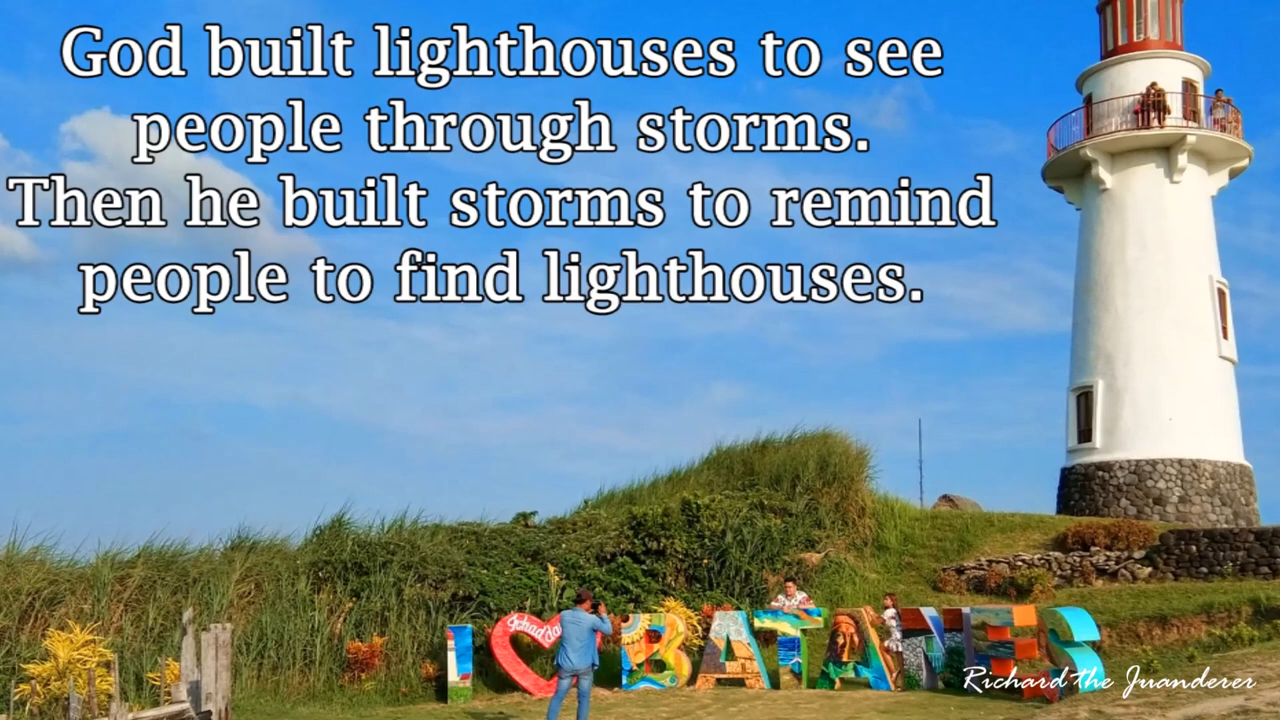 God built lighthouses to see
people through storms.
Then he built storms to remind
people to find lighthouses.
I BATANES
Richard the Juanderer